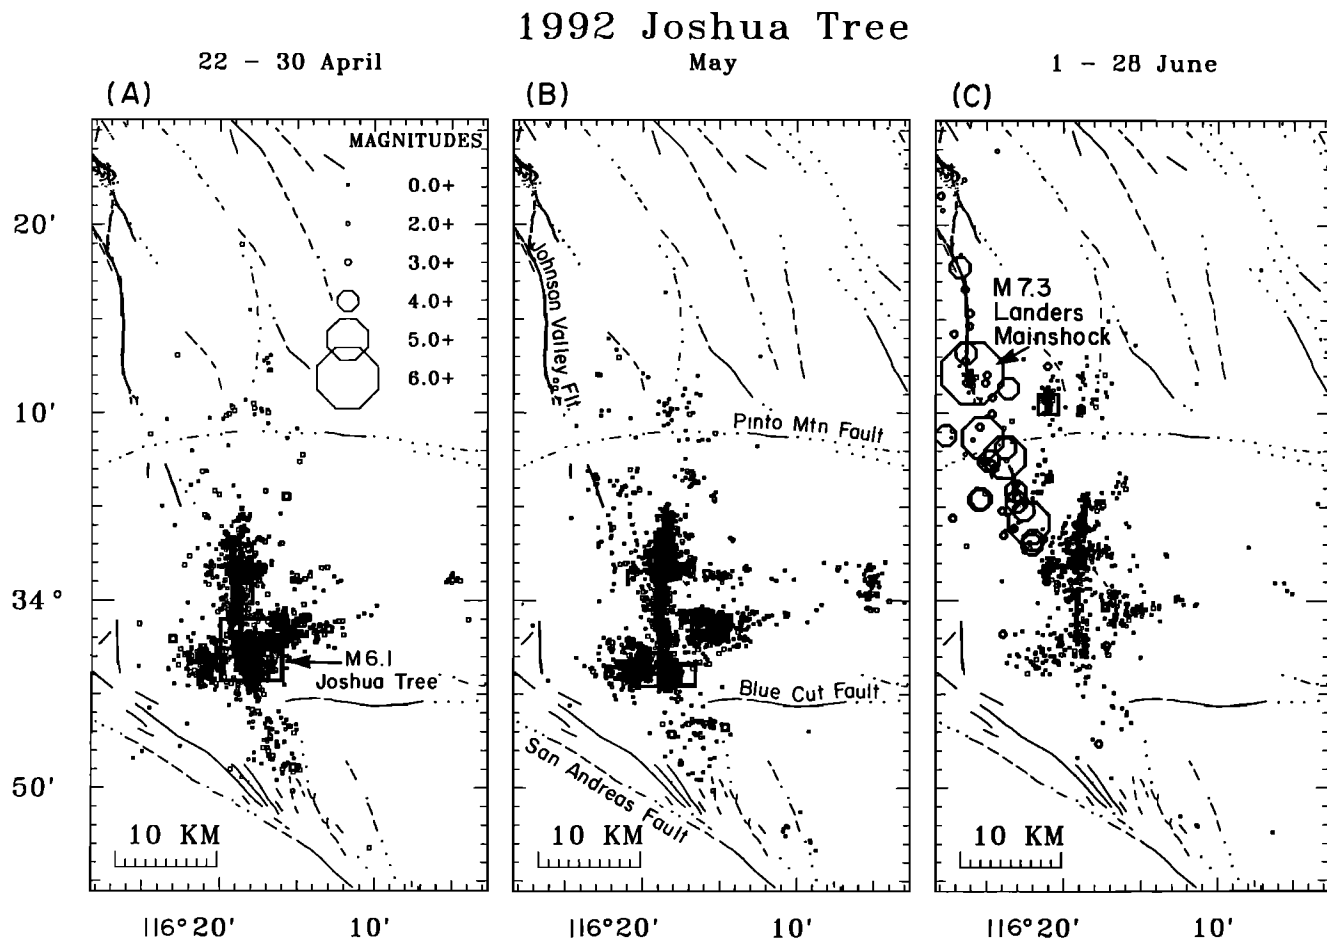 1992 Joshua Tree
22 - 30 April
May
1 - 28 June
(A)
(B)
(C)
MAGNITUDES
0.0+
2.0+
3.0+
4.0+
5.0+
6.0+
20'
10'
34°
50'
M6.1
Joshua Tree
10 KM
116°20'
10'
Johnson Valley Flt
Pinto Mtn Fault
Blue Cut Fault
San Andreas Fault
10 KM
116°20'
10'
M7.3
Landers
Mainshock
10 KM
116°20'
10'